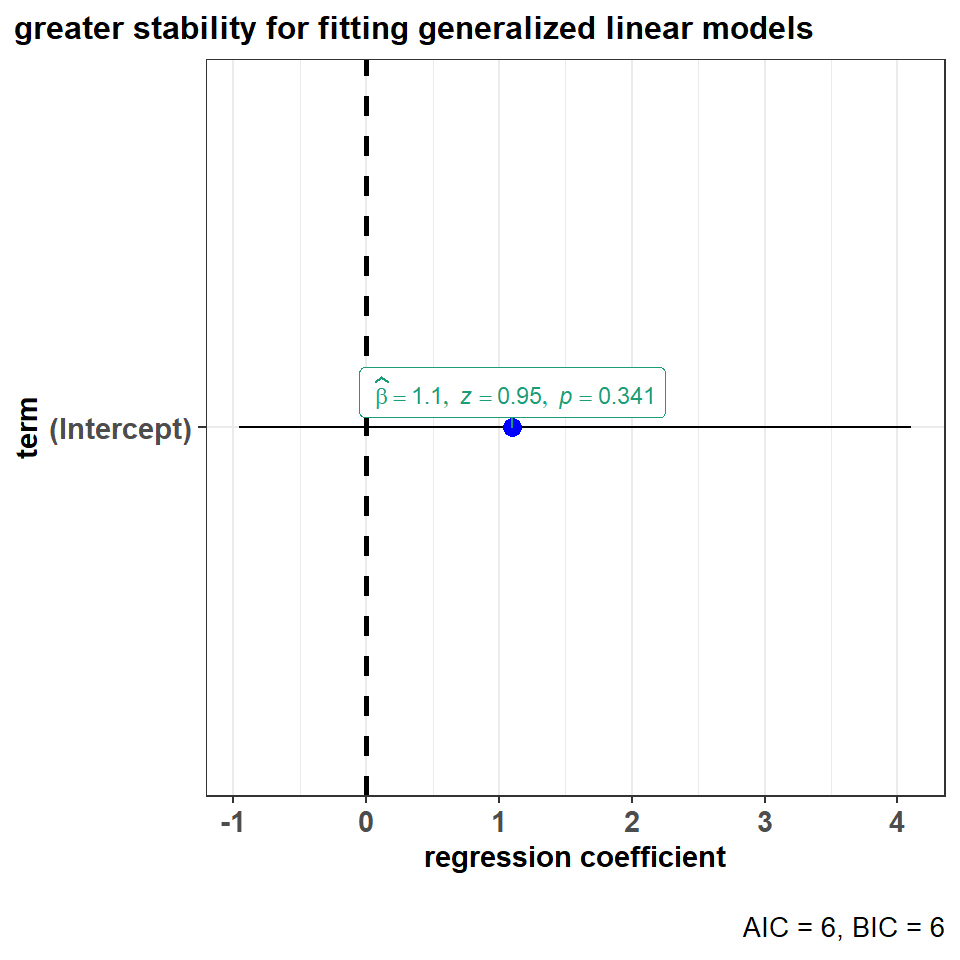 greater stability for fitting generalized linear models
β̂ = 1.1, z = 0.95, p = 0.341
term
(Intercept)
-1 0 1 2 3 4
regression coefficient
AIC = 6, BIC = 6